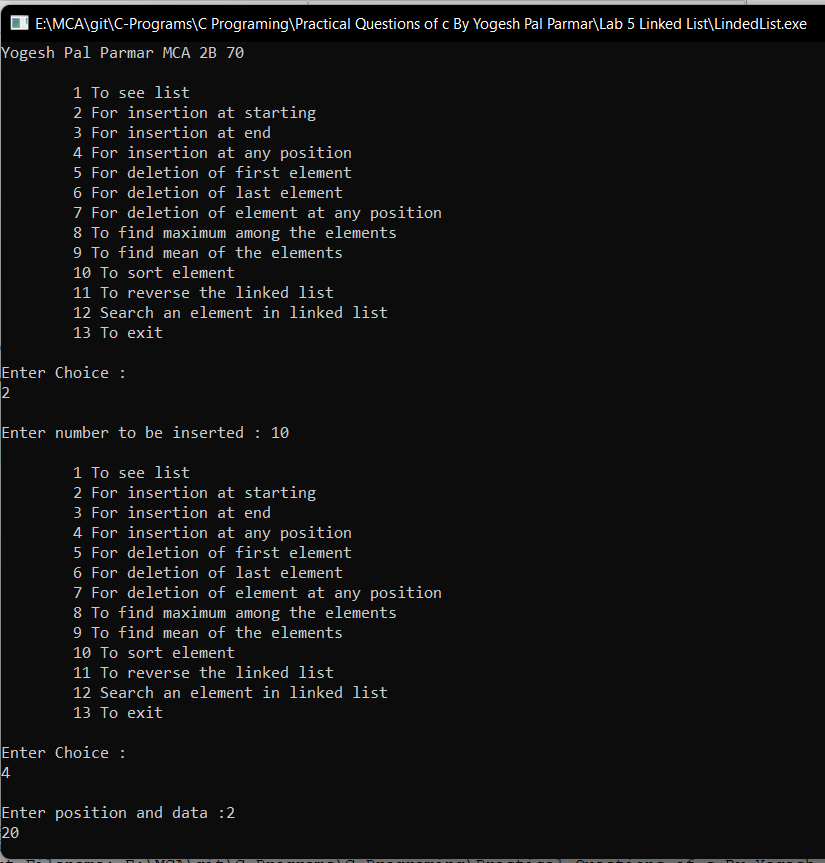 E:\MCA\git\C-Programs\C Programing\Practical Questions of c By Yogesh Pal Parmar\Lab 5 Linked List\LindedList.exe
Yogesh Pal Parmar MCA 2B 70
1 To see list
2 For insertion at starting
3 For insertion at end
4 For insertion at any position
5 For deletion of first element
6 For deletion of last element
7 For deletion of element at any position
8 To find maximum among the elements
9 To find mean of the elements
10 To sort element
11 To reverse the linked list
12 Search an element in linked list
13 To exit
Enter Choice :
2
Enter number to be inserted : 10
1 To see list
2 For insertion at starting
3 For insertion at end
4 For insertion at any position
5 For deletion of first element
6 For deletion of last element
7 For deletion of element at any position
8 To find maximum among the elements
9 To find mean of the elements
10 To sort element
11 To reverse the linked list
12 Search an element in linked list
13 To exit
Enter Choice :
4
Enter position and data :2
20